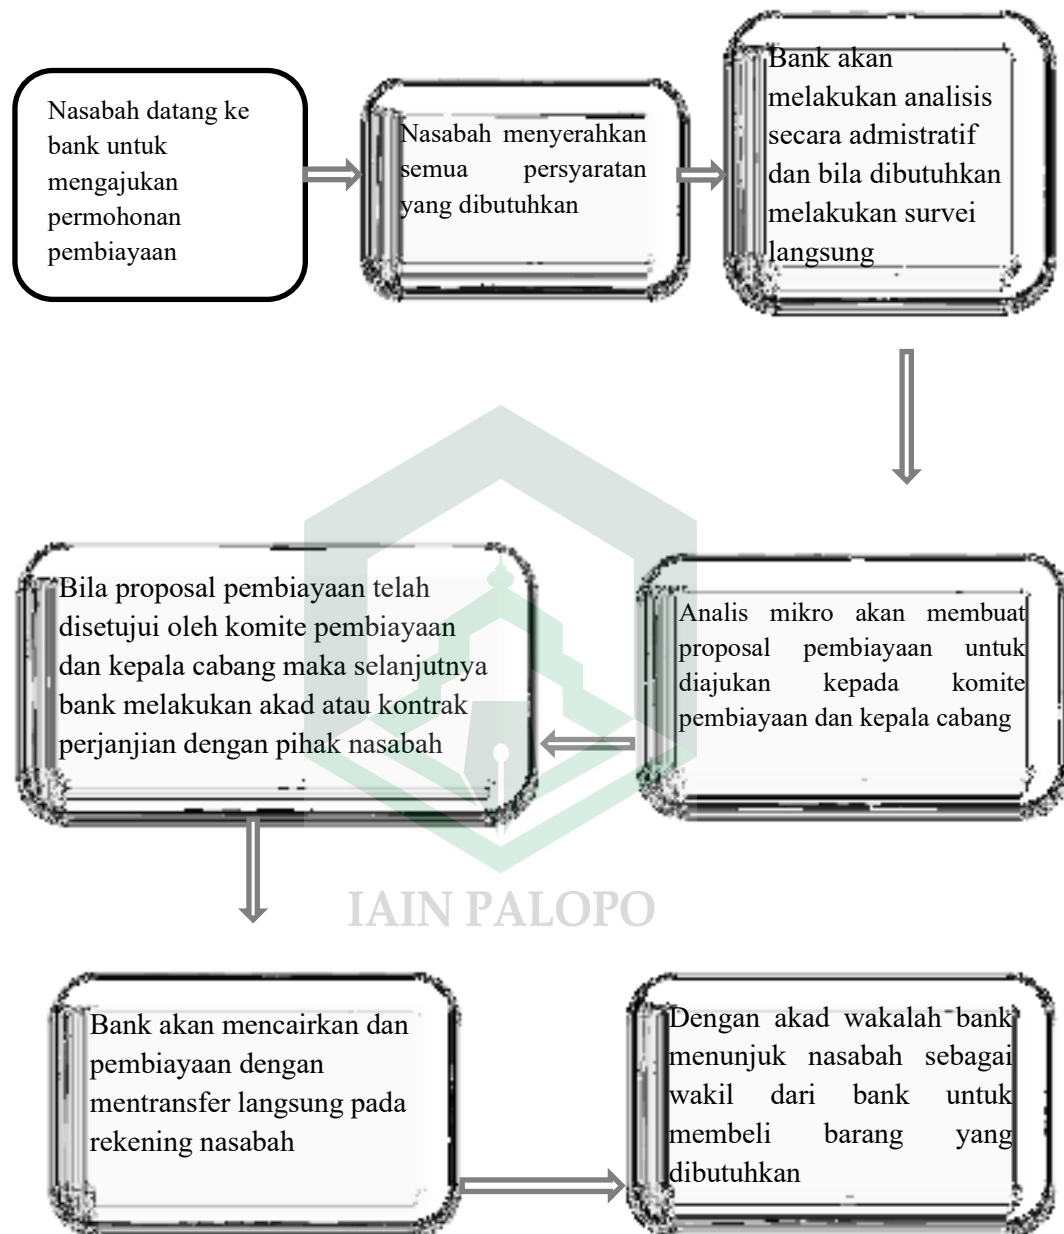 Nasabah datang ke
bank untuk
mengajukan
permohonan
pembiayaan
Nasabah menyerahkan
semua persyaratan
yang dibutuhkan
Bank akan
melakukan analisis
secara admistratif
dan bila dibutuhkan
melakukan survei
langsung
Analis mikro akan membuat
proposal pembiayaan untuk
diajukan kepada komite
pembiayaan dan kepala cabang
Bila proposal pembiayaan telah
disetujui oleh komite pembiayaan
dan kepala cabang maka selanjutnya
bank melakukan akad atau kontrak
perjanjian dengan pihak nasabah
IAIN PALOPO
Bank akan mencairkan dan
pembiayaan dengan
mentransfer langsung pada
rekening nasabah
Dengan akad wakalah bank
menunjuk nasabah sebagai
wakil dari bank untuk
membeli barang yang
dibutuhkan